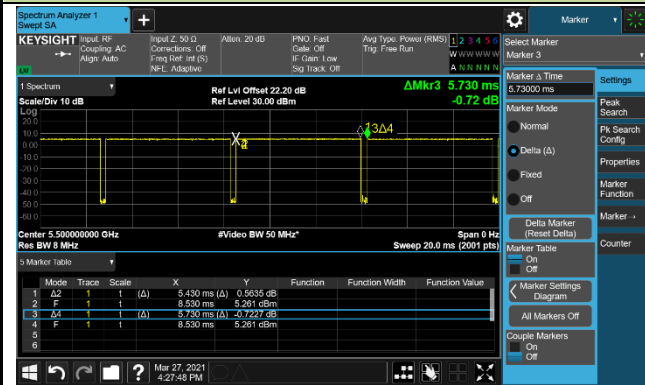 Spectrum Analyzer 1
Swept SA
KEYSIGHT
Input: RF
Coupling: AC
Align: Auto
Input Z: 50 Ω
Corrections: Off
Freq Ref: Int (S)
NFE: Adaptive
Atten: 20 dB
PNO: Fast
Gate: Off
IF Gain: Low
Sig Track: Off
Avg Type: Power (RMS)
Trig: Free Run
1 2 3 4 5 6
W W W W W W
A N N N N N
1 Spectrum
Scale/Div 10 dB
Ref Lvl Offset 22.20 dB
Ref Level 30.00 dBm
ΔMkr3 5.730 ms
-0.72 dB
Log
20.0
10.0
0.00
-10.0
-20.0
-30.0
-40.0
-50.0
-60.0
3Δ4
Center 5.500000000 GHz
Res BW 8 MHz
#Video BW 50 MHz*
Span 0 Hz
Sweep 20.0 ms (2001 pts)
5 Marker Table
Mode Trace Scale X Y Function Function Width Function Value
1 Δ2 1 t (Δ) 5.430 ms (Δ) 0.5635 dB
2 F 1 t 8.530 ms 5.261 dBm
3 Δ4 1 t (Δ) 5.730 ms (Δ) -0.7227 dB
4 F 1 t 8.530 ms 5.261 dBm
5
6
Mar 27, 2021
4:27:48 PM
Marker
Select Marker
Marker 3
Marker Δ Time
5.73000 ms
Marker Mode
Normal
Delta (Δ)
Fixed
Off
Delta Marker
(Reset Delta)
Marker Table
On
Off
Marker Settings
Diagram
All Markers Off
Couple Markers
On
Off
Settings
Peak
Search
Pk Search
Config
Properties
Marker
Function
Marker→
Counter